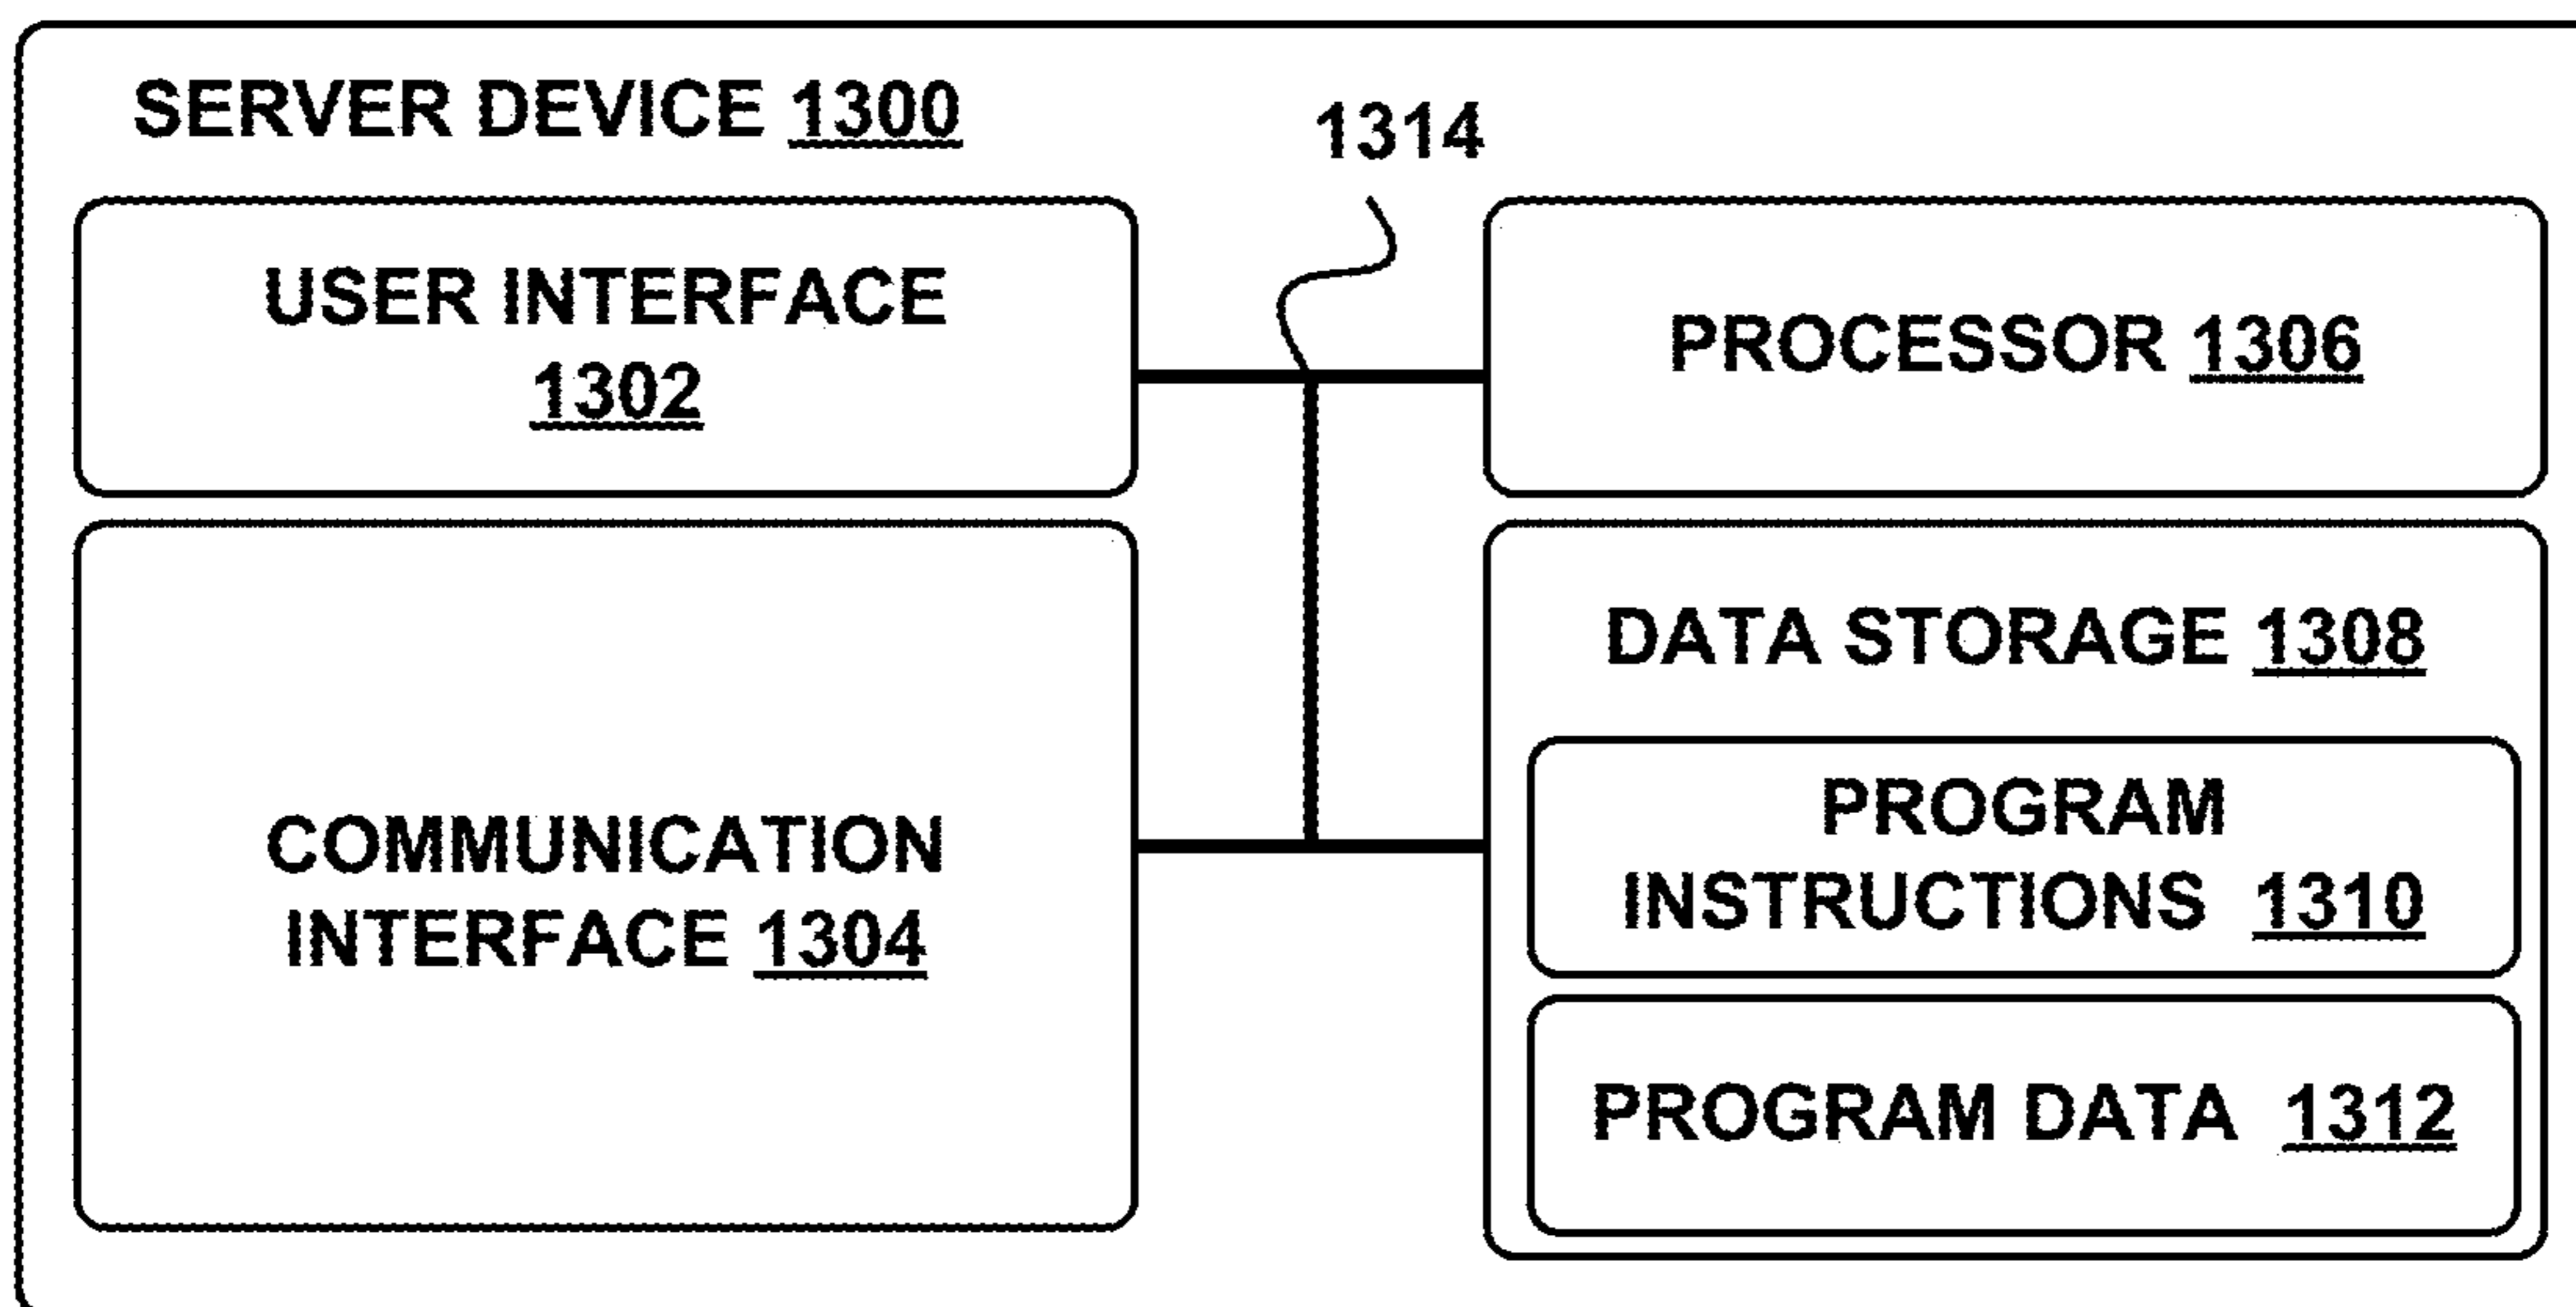 SERVER DEVICE 1300
1314
USER INTERFACE
1302
PROCESSOR 1306
COMMUNICATION
INTERFACE 1304
DATA STORAGE 1308
PROGRAM
INSTRUCTIONS 1310
PROGRAM DATA 1312